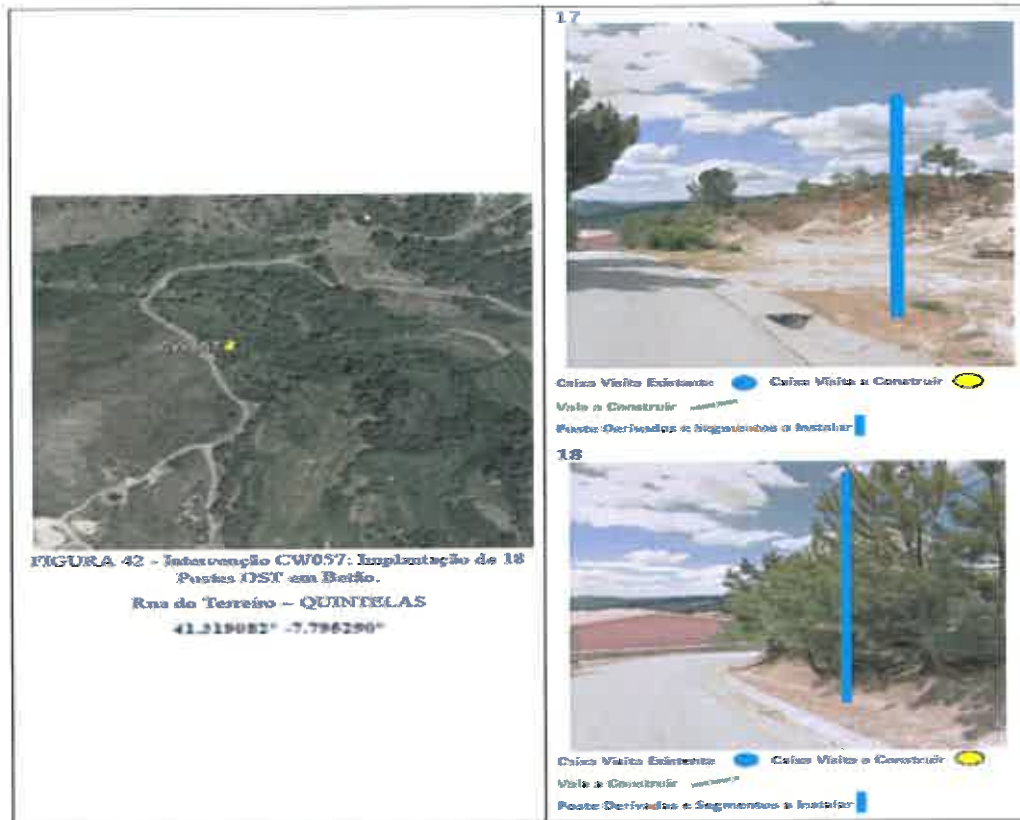 FIGURA 42 - Intervenção CW057: Implantação de 18
Postes DST em Betão.
Rua do Terreiro – QUINTELAS
41.519082° -7.796290°
17
Caixa Visita Existente Caixa Visita a Construir
Vala a Construir
Poste Derivadas e Segmentos a Instalar
18
Caixa Visita Existente Caixa Visita a Construir
Vala a Construir
Poste Derivadas e Segmentos a Instalar